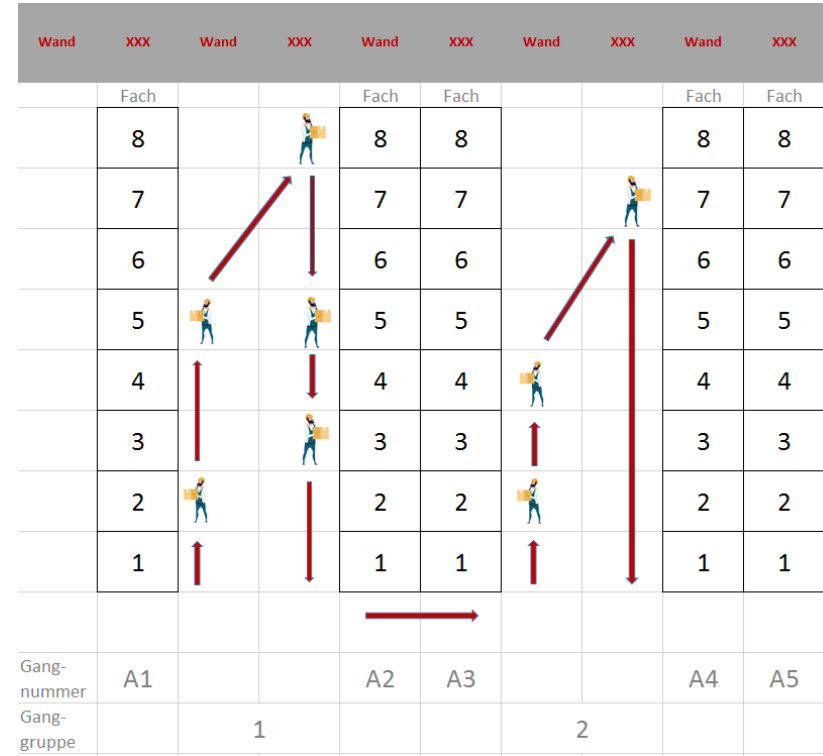 Wand XXX Wand XXX Wand XXX Wand XXX Wand XXX
Fach Fach Fach Fach Fach
8 8 8 8 8
7 7 7 7 7
6 6 6 6 6
5 5 5 5 5
4 4 4 4 4
3 3 3 3 3
2 2 2 2 2
1 1 1 1 1
Gang-
nummer A1 A2 A3 A4 A5
Gang-
gruppe 1 2